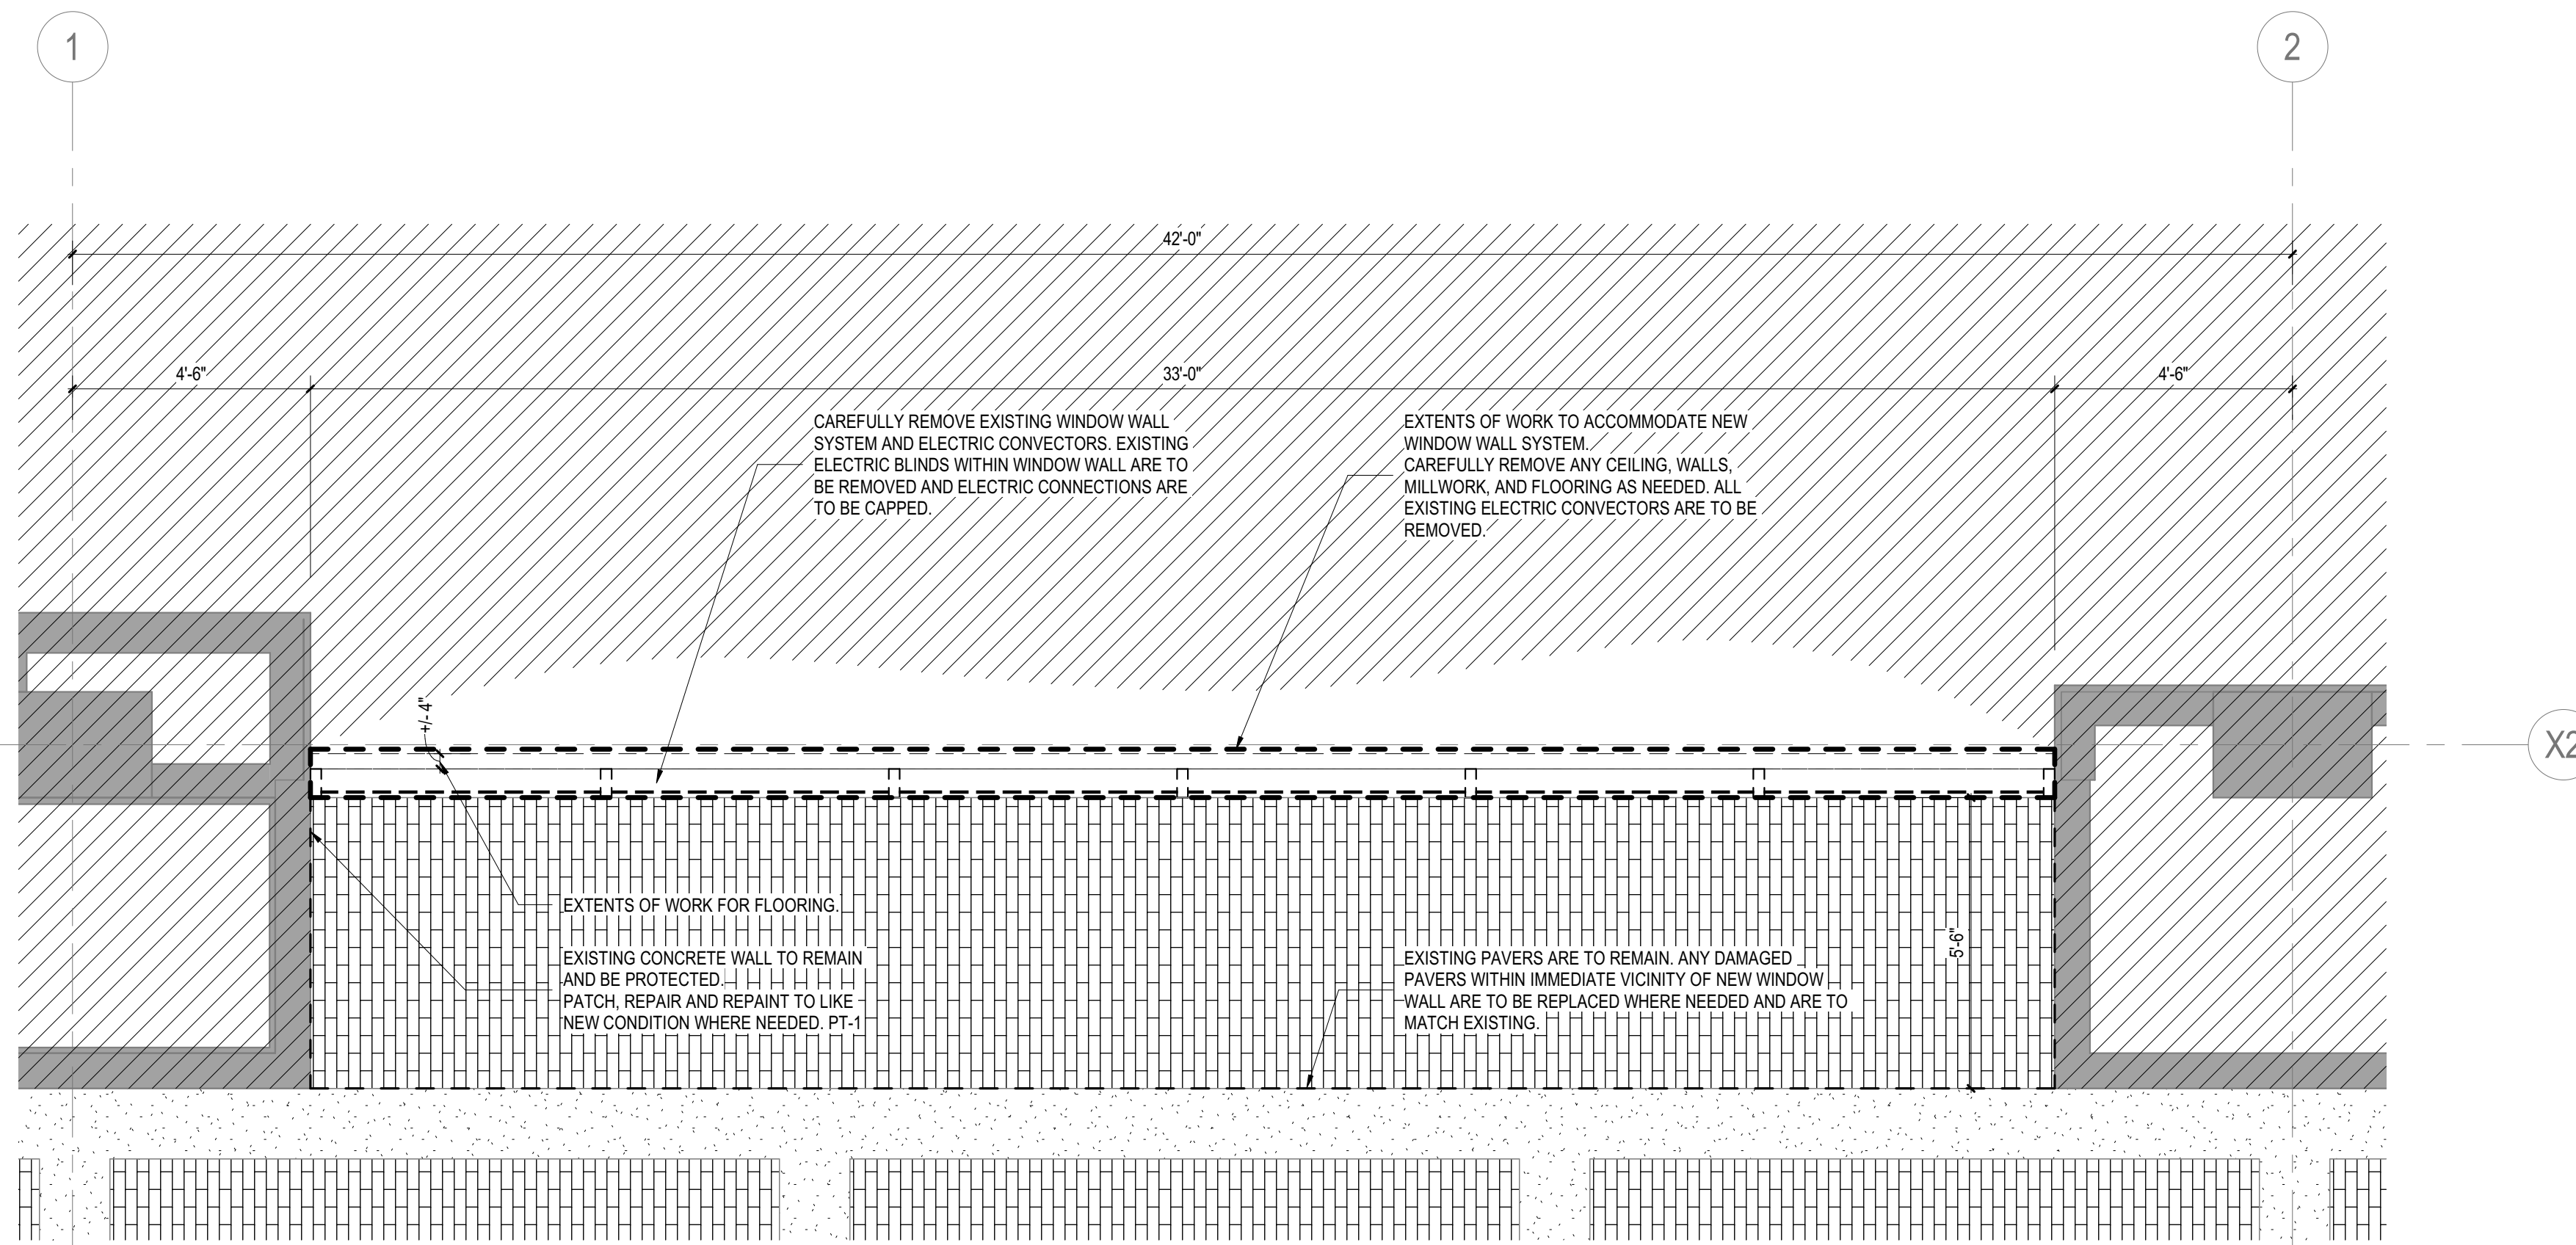 1
2
42'-0"
4'-6"
33'-0"
4'-6"
CAREFULLY REMOVE EXISTING WINDOW WALL
SYSTEM AND ELECTRIC CONVECTORS. EXISTING
ELECTRIC BLINDS WITHIN WINDOW WALL ARE TO
BE REMOVED AND ELECTRIC CONNECTIONS ARE
TO BE CAPPED.
EXTENTS OF WORK TO ACCOMMODATE NEW
WINDOW WALL SYSTEM.
CAREFULLY REMOVE ANY CEILING, WALLS,
MILLWORK, AND FLOORING AS NEEDED. ALL
EXISTING ELECTRIC CONVECTORS ARE TO BE
REMOVED.
+/- 4"
X2
EXTENTS OF WORK FOR FLOORING.
EXISTING CONCRETE WALL TO REMAIN
AND BE PROTECTED.
PATCH, REPAIR AND REPAINT TO LIKE
NEW CONDITION WHERE NEEDED. PT-1
EXISTING PAVERS ARE TO REMAIN. ANY DAMAGED
PAVERS WITHIN IMMEDIATE VICINITY OF NEW WINDOW
WALL ARE TO BE REPLACED WHERE NEEDED AND ARE TO
MATCH EXISTING.
5'-6"